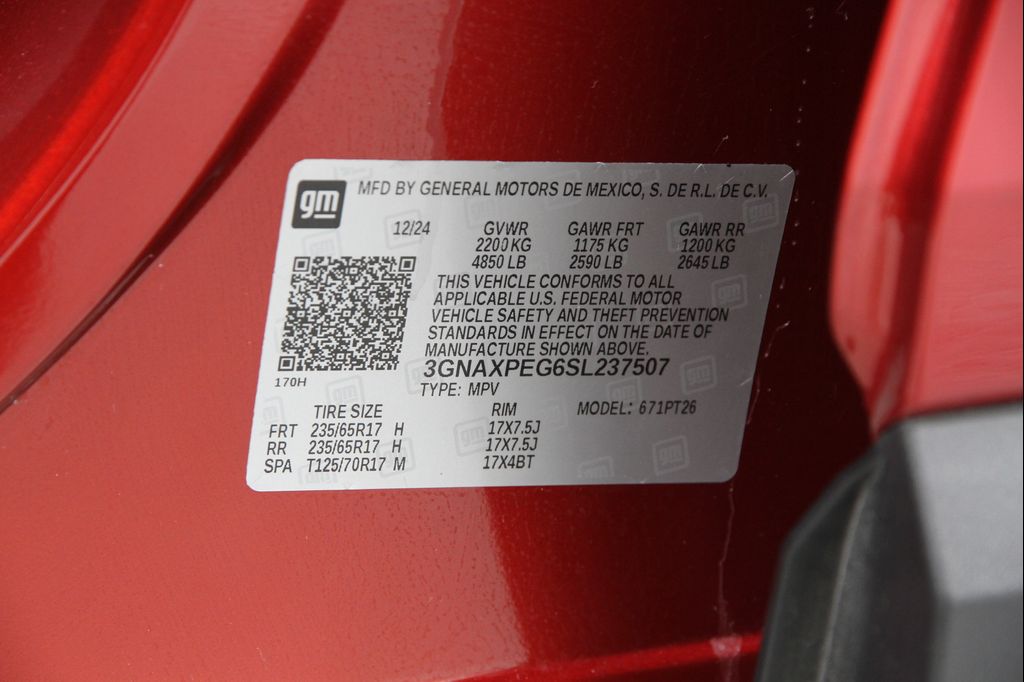 gm MFD BY GENERAL MOTORS DE MEXICO, S. DE R.L. DE C.V.
12/24 GVWR GAWR FRT GAWR RR
2200 KG 1175 KG 1200 KG
4850 LB 2590 LB 2645 LB
THIS VEHICLE CONFORMS TO ALL
APPLICABLE U.S. FEDERAL MOTOR
VEHICLE SAFETY AND THEFT PREVENTION
STANDARDS IN EFFECT ON THE DATE OF
MANUFACTURE SHOWN ABOVE.
3GNAXPEG6SL237507
170H
TYPE: MPV
TIRE SIZE RIM MODEL: 671PT26
FRT 235/65R17 H 17X7.5J
RR 235/65R17 H 17X7.5J
SPA T125/70R17 M 17X4BT